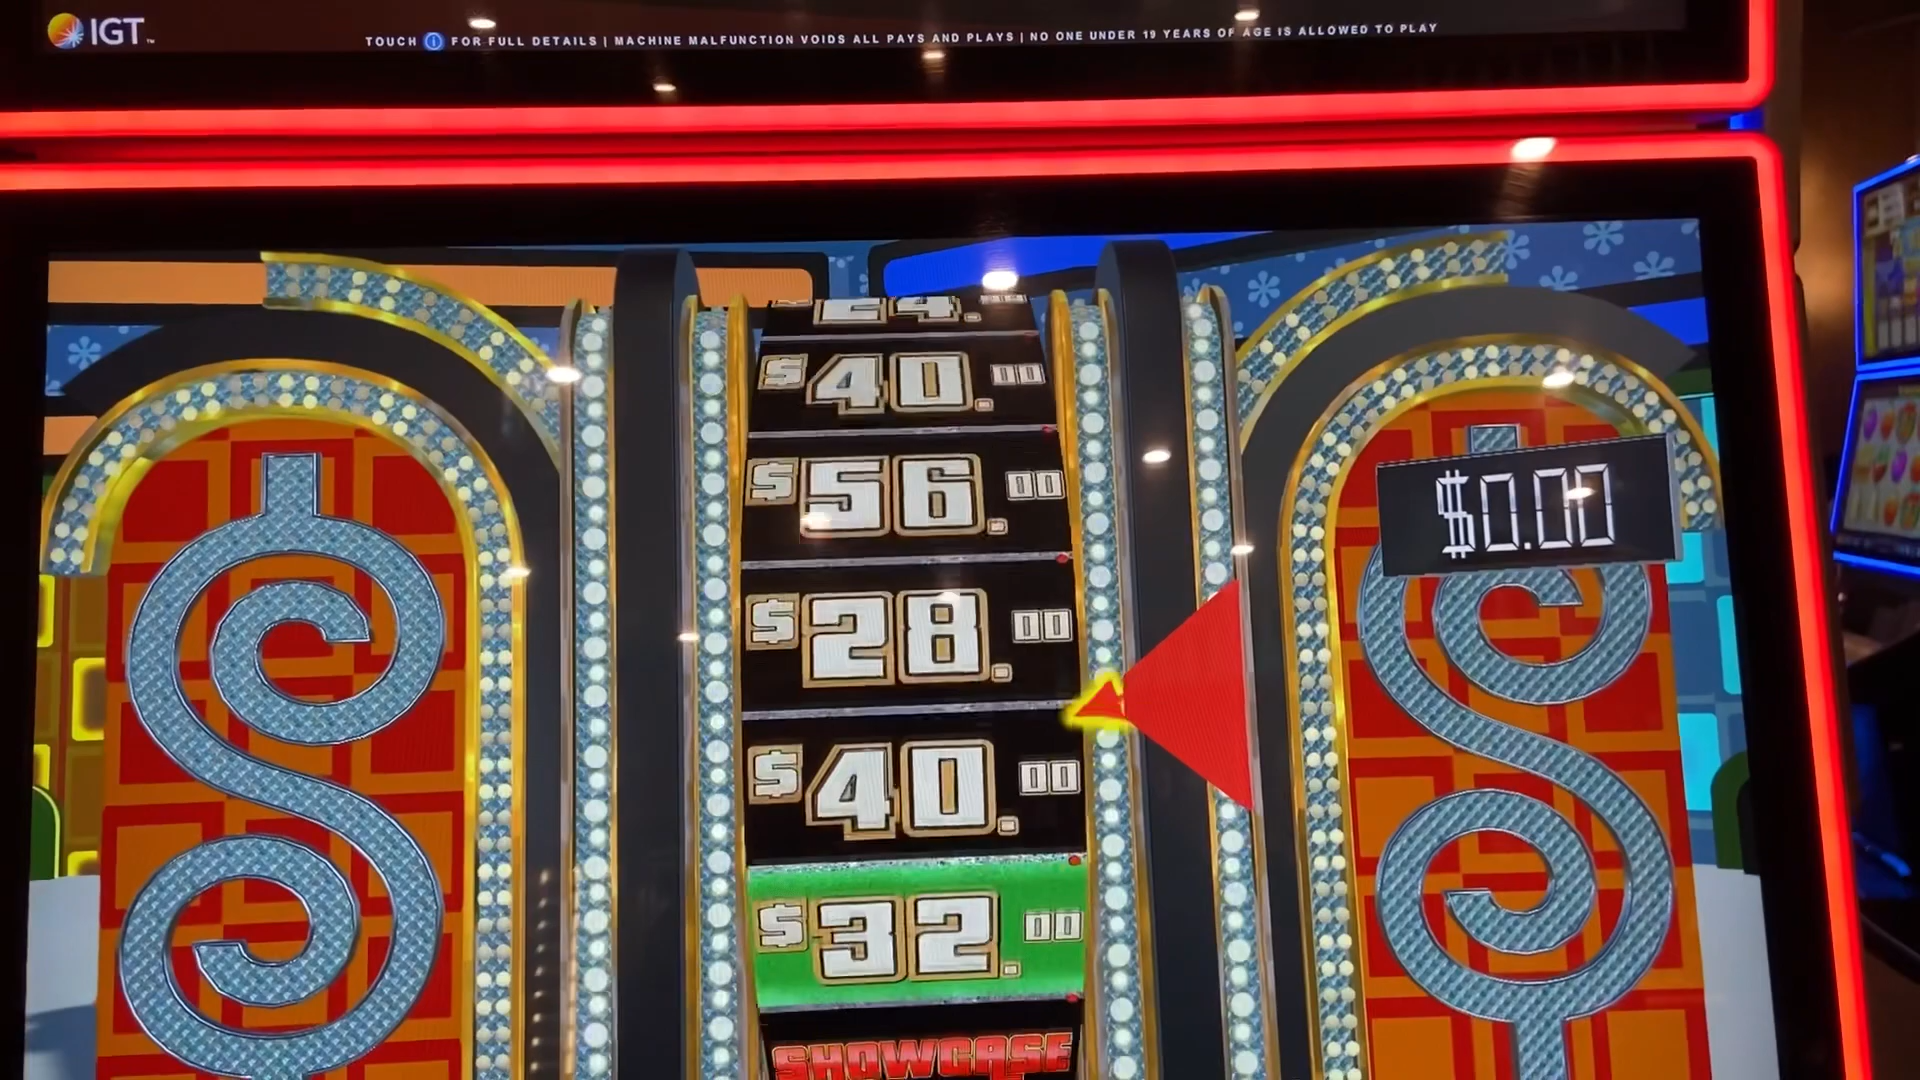 IGT™
TOUCH i FOR FULL DETAILS | MACHINE MALFUNCTION VOIDS ALL PAYS AND PLAYS | NO ONE UNDER 19 YEARS OF AGE IS ALLOWED TO PLAY
$40.00
$56.00
$0.00
$28.00
$40.00
$32.00
SHOWCASE